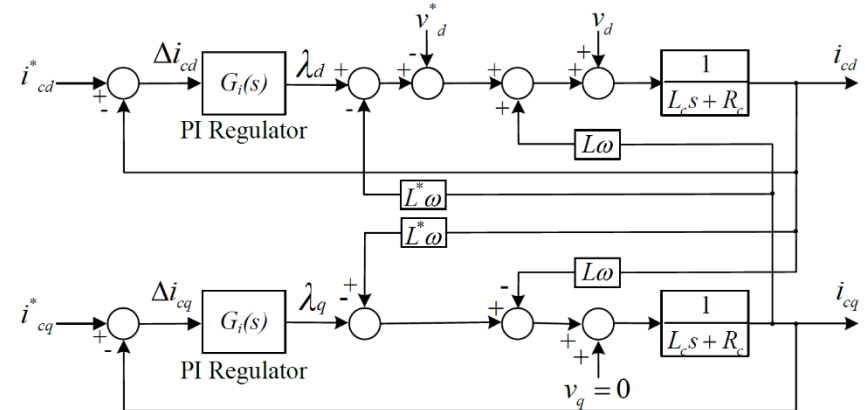 v*d
vd
i*cd
+
-
Δicd
Gi(s)
PI Regulator
λd
+
-
+
-
+
+
+
+
1
Lcs + Rc
icd
Lω
L*ω
L*ω
Lω
i*cq
+
-
Δicq
Gi(s)
PI Regulator
λq
+
-
-
+
+
+
1
Lcs + Rc
icq
vq = 0